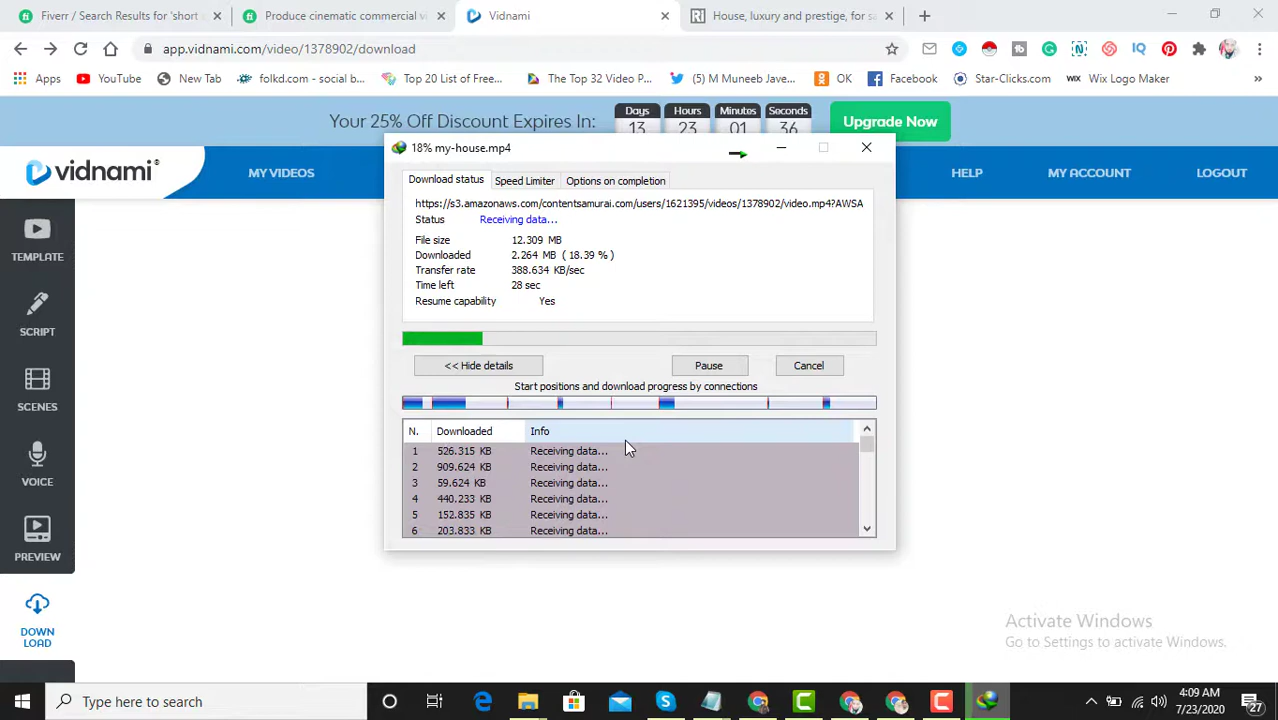 Fiverr / Search Results for 'short
Produce cinematic commercial v
Vidnami
House, luxury and prestige, for sa
app.vidnami.com/video/1378902/download
Apps
YouTube
New Tab
folkd.com - social b...
Top 20 List of Free...
The Top 32 Video P...
(5) M Muneeb Jave...
OK
Facebook
Star-Clicks.com
WIX
Wix Logo Maker
»
Your 25% Off Discount Expires In:
Days
Hours
Minutes
Seconds
13
23
01
36
Upgrade Now
vidnami®
MY VIDEOS
HELP
MY ACCOUNT
LOGOUT
TEMPLATE
SCRIPT
SCENES
VOICE
PREVIEW
DOWN
LOAD
18% my-house.mp4
Download status
Speed Limiter
Options on completion
https://s3.amazonaws.com/contentsamurai.com/users/1621395/videos/1378902/video.mp4?AWSA
Status Receiving data...
File size 12.309 MB
Downloaded 2.264 MB ( 18.39 % )
Transfer rate 388.634 KB/sec
Time left 28 sec
Resume capability Yes
<< Hide details
Pause
Cancel
Start positions and download progress by connections
N. Downloaded Info
1 526.315 KB Receiving data...
2 909.624 KB Receiving data...
3 59.624 KB Receiving data...
4 440.233 KB Receiving data...
5 152.835 KB Receiving data...
6 203.833 KB Receiving data...
Activate Windows
Go to Settings to activate Windows.
Type here to search
4:09 AM
7/23/2020
27